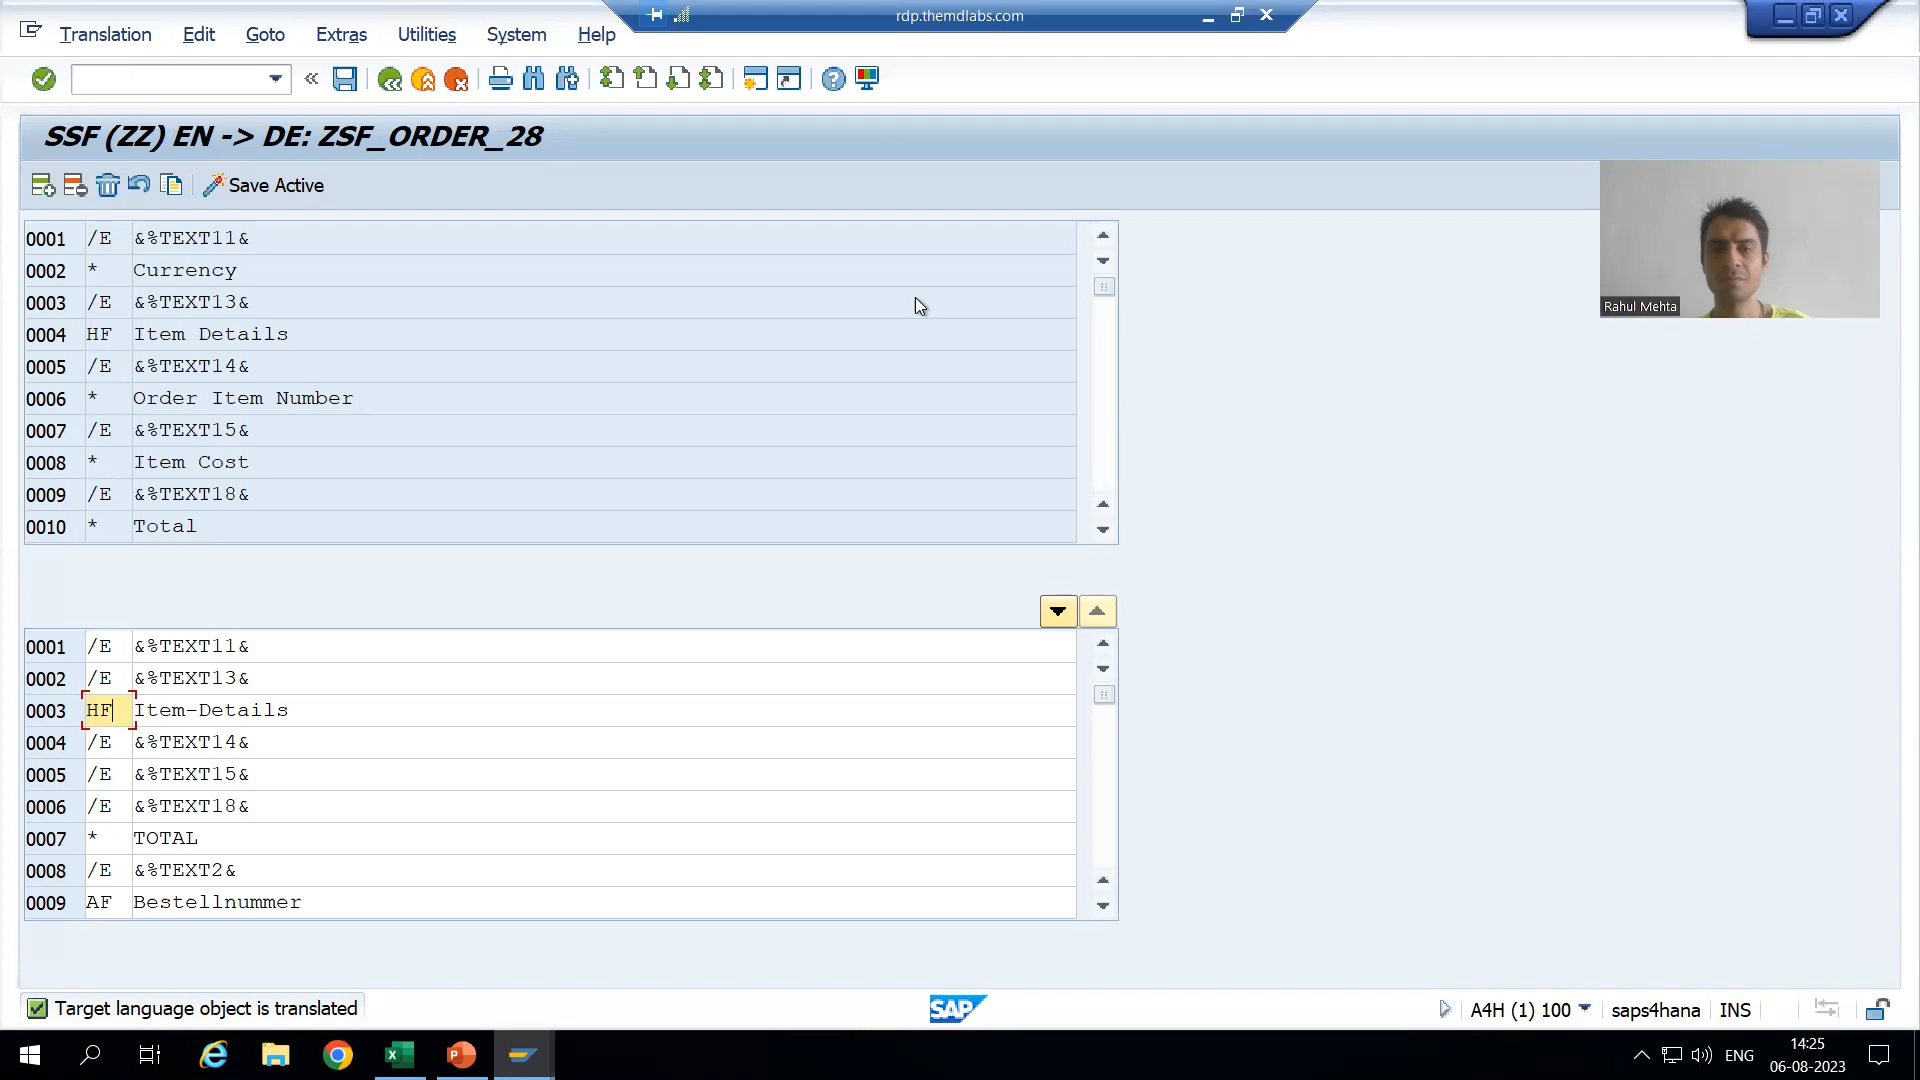 rdp.themdlabs.com
Translation Edit Goto Extras Utilities System Help
SSF (ZZ) EN -> DE: ZSF_ORDER_28
Save Active
Rahul Mehta
0001 /E &%TEXT11&
0002 * Currency
0003 /E &%TEXT13&
0004 HF Item Details
0005 /E &%TEXT14&
0006 * Order Item Number
0007 /E &%TEXT15&
0008 * Item Cost
0009 /E &%TEXT18&
0010 * Total
0001 /E &%TEXT11&
0002 /E &%TEXT13&
0003 HF Item-Details
0004 /E &%TEXT14&
0005 /E &%TEXT15&
0006 /E &%TEXT18&
0007 * TOTAL
0008 /E &%TEXT2&
0009 AF Bestellnummer
Target language object is translated
SAP
A4H (1) 100 saps4hana INS
ENG
14:25
06-08-2023